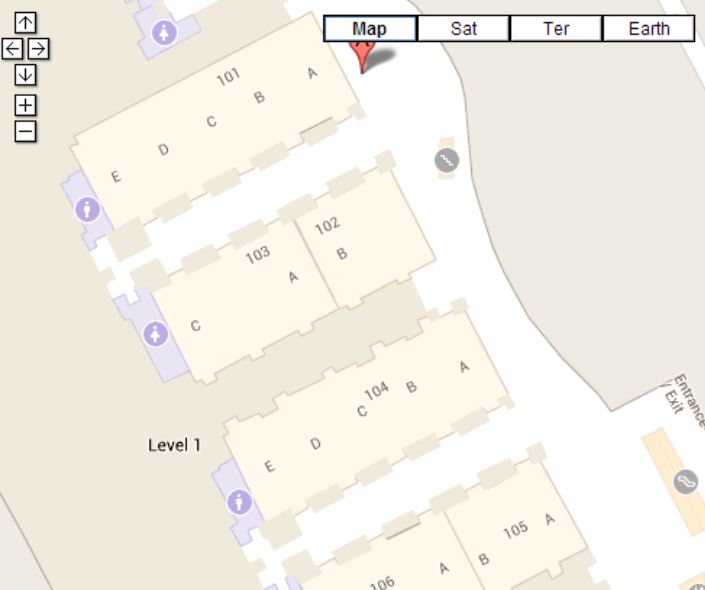 Map
Sat
Ter
Earth
A
101
A
B
C
D
E
102
B
103
A
C
104
A
B
C
D
E
Level 1
Entrance
Exit
105
A
B
106
A